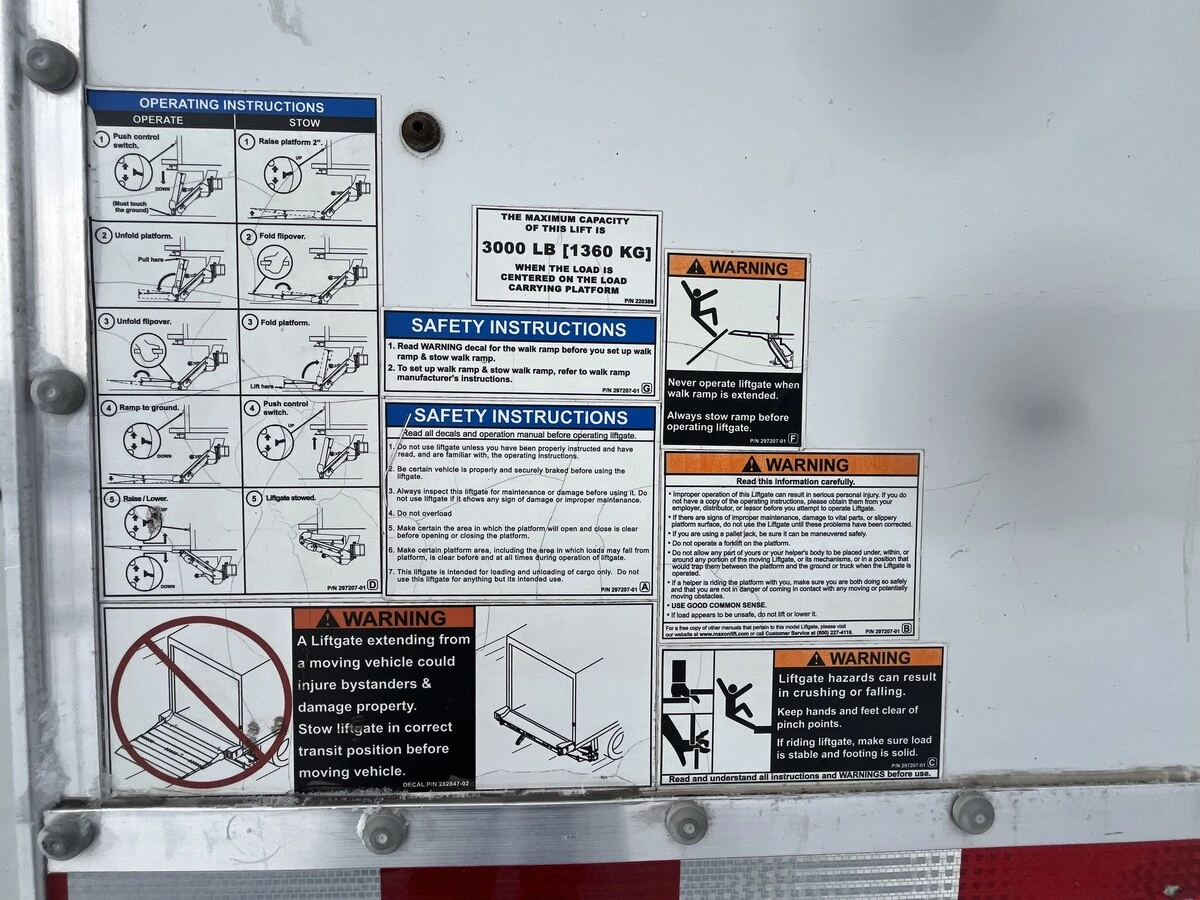 OPERATING INSTRUCTIONS
OPERATE
STOW
1 Push control
switch.
DOWN
(Must touch
the ground)
1 Raise platform 2".
UP
2 Unfold platform.
Pull here
2 Fold flipover.
3 Unfold flipover.
3 Fold platform.
Lift here
4 Ramp to ground.
DOWN
4 Push control
switch.
UP
5 Raise / Lower.
UP
DOWN
5 Liftgate stowed.
P/N 297207-01 D
THE MAXIMUM CAPACITY
OF THIS LIFT IS
3000 LB [1360 KG]
WHEN THE LOAD IS
CENTERED ON THE LOAD
CARRYING PLATFORM
P/N 220388
SAFETY INSTRUCTIONS
1. Read WARNING decal for the walk ramp before you set up walk
ramp & stow walk ramp.
2. To set up walk ramp & stow walk ramp, refer to walk ramp
manufacturer's instructions.
P/N 297207-01 G
SAFETY INSTRUCTIONS
Read all decals and operation manual before operating liftgate.
1. Do not use liftgate unless you have been properly instructed and have
read, and are familiar with, the operating instructions.
2. Be certain vehicle is properly and securely braked before using the
liftgate.
3. Always inspect this liftgate for maintenance or damage before using it. Do
not use liftgate if it shows any sign of damage or improper maintenance.
4. Do not overload
5. Make certain the area in which the platform will open and close is clear
before opening or closing the platform.
6. Make certain platform area, including the area in which loads may fall from
platform, is clear before and at all times during operation of liftgate.
7. This liftgate is intended for loading and unloading of cargo only. Do not
use this liftgate for anything but its intended use.
P/N 297207-01 A
WARNING
Never operate liftgate when
walk ramp is extended.
Always stow ramp before
operating liftgate.
P/N 297207-01 F
WARNING
Read this information carefully.
• Improper operation of this Liftgate can result in serious personal injury. If you do
not have a copy of the operating instructions, please obtain them from your
employer, distributor, or lessor before you attempt to operate Liftgate.
• If there are signs of improper maintenance, damage to vital parts, or slippery
platform surface, do not use the Liftgate until these problems have been corrected.
• If you are using a pallet jack, be sure it can be maneuvered safely.
• Do not operate a forklift on the platform.
• Do not allow any part of yours or your helper's body to be placed under, within, or
around any portion of the moving Liftgate, or its mechanisms, or in a position that
would trap them between the platform and the ground or truck when the Liftgate is
operated.
• If a helper is riding the platform with you, make sure you are both doing so safely
and that you are not in danger of coming in contact with any moving or potentially
moving obstacles.
• USE GOOD COMMON SENSE.
• If load appears to be unsafe, do not lift or lower it.
For a free copy of other manuals that pertain to this model Liftgate, please visit
our website at www.maxonlift.com or call Customer Service at (800) 227-4116.
P/N 297207-01 B
WARNING
A Liftgate extending from
a moving vehicle could
injure bystanders &
damage property.
Stow liftgate in correct
transit position before
moving vehicle.
DECAL P/N 282847-02
WARNING
Liftgate hazards can result
in crushing or falling.
Keep hands and feet clear of
pinch points.
If riding liftgate, make sure load
is stable and footing is solid.
P/N 297207-01 C
Read and understand all instructions and WARNINGS before use.